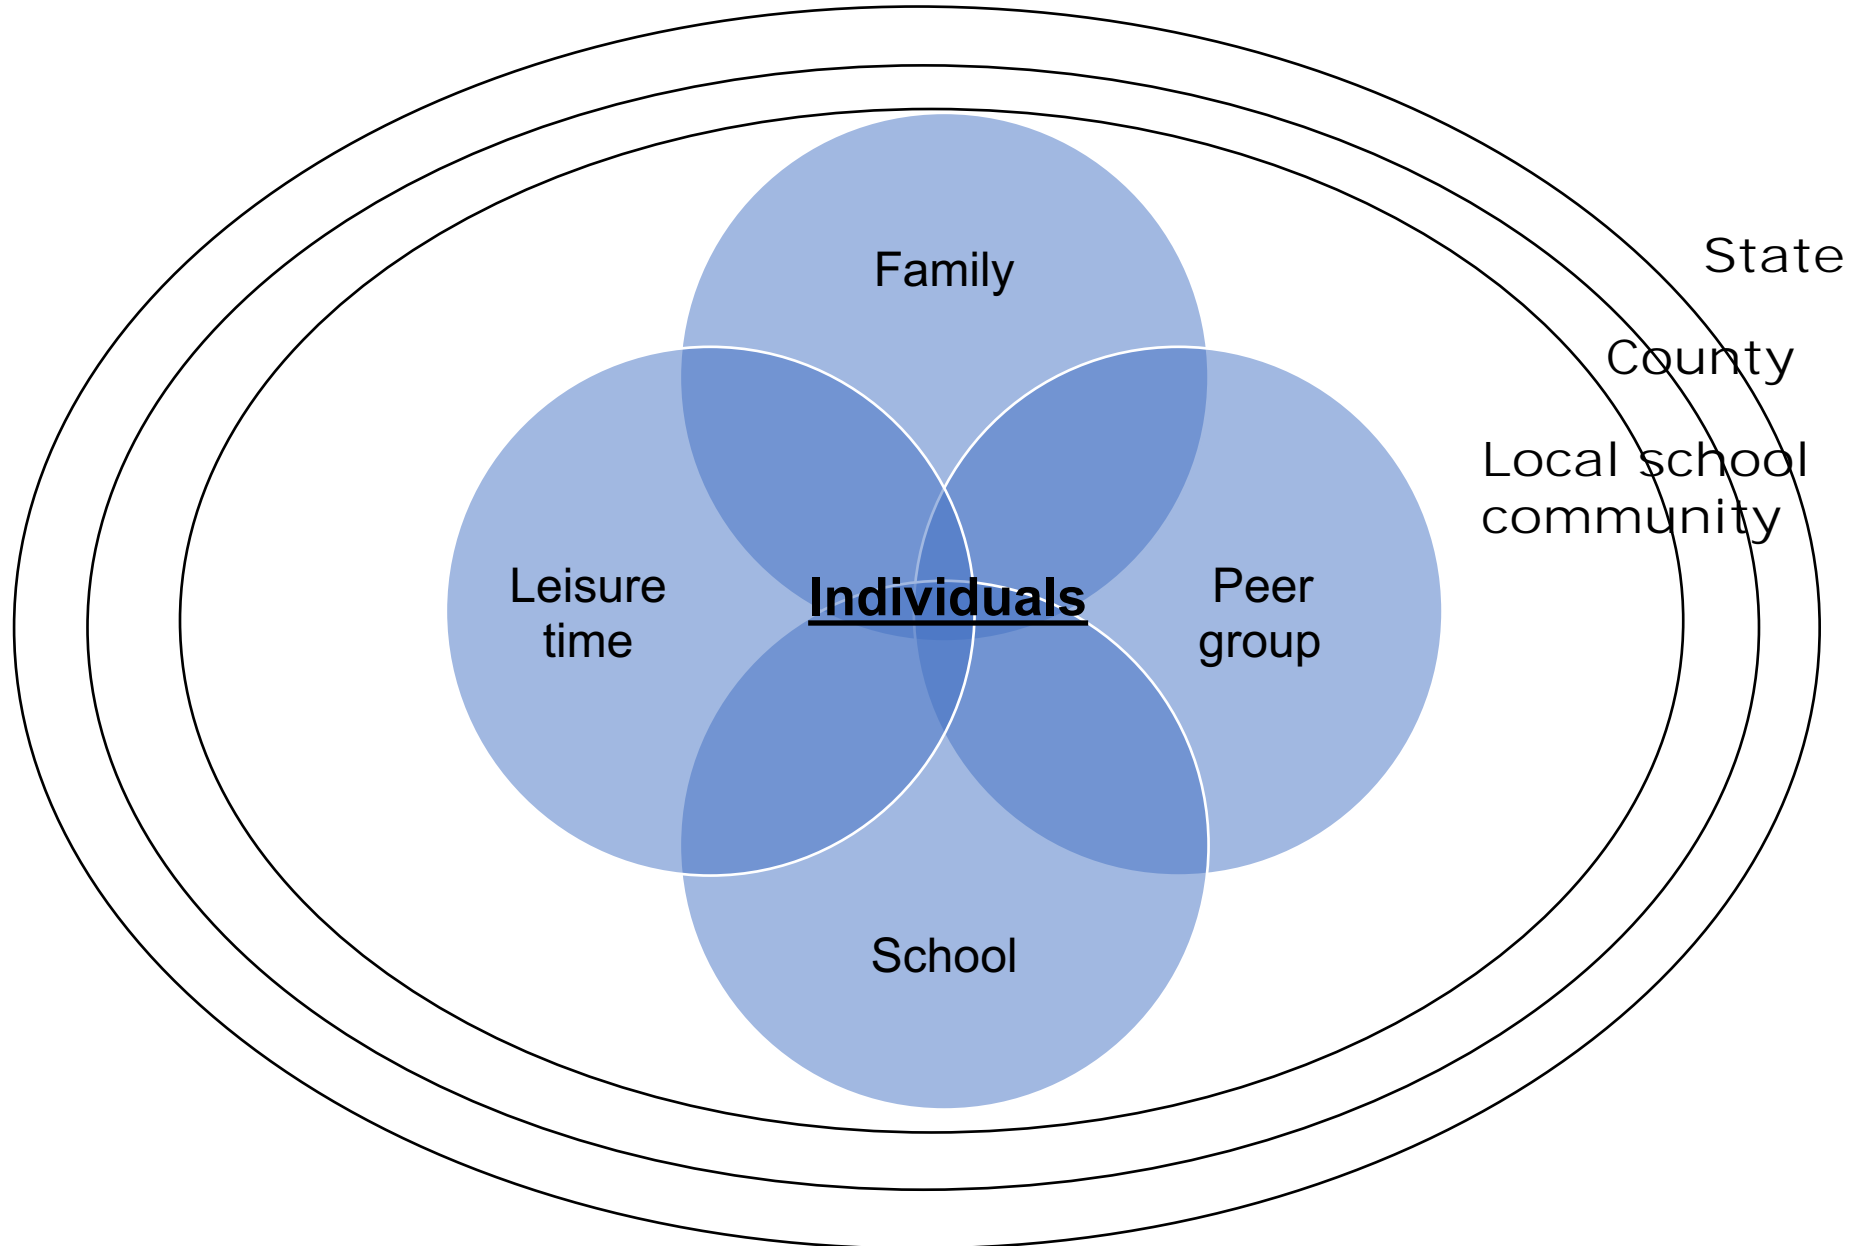 Family
State
County
Local school
community
Leisure
time
Individuals
Peer
group
School